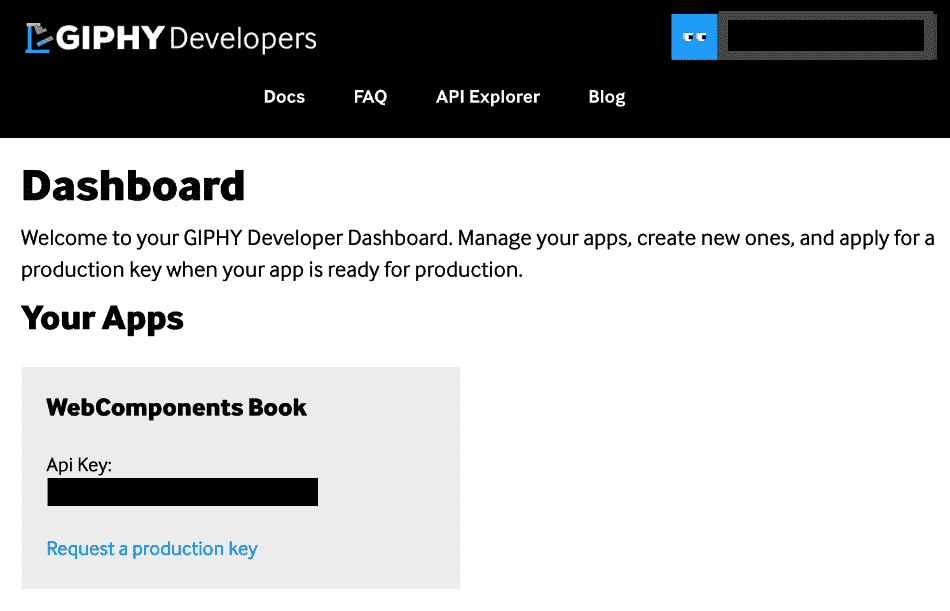 GIPHY Developers
Docs FAQ API Explorer Blog
Dashboard
Welcome to your GIPHY Developer Dashboard. Manage your apps, create new ones, and apply for a
production key when your app is ready for production.
Your Apps
WebComponents Book
Api Key:
Request a production key